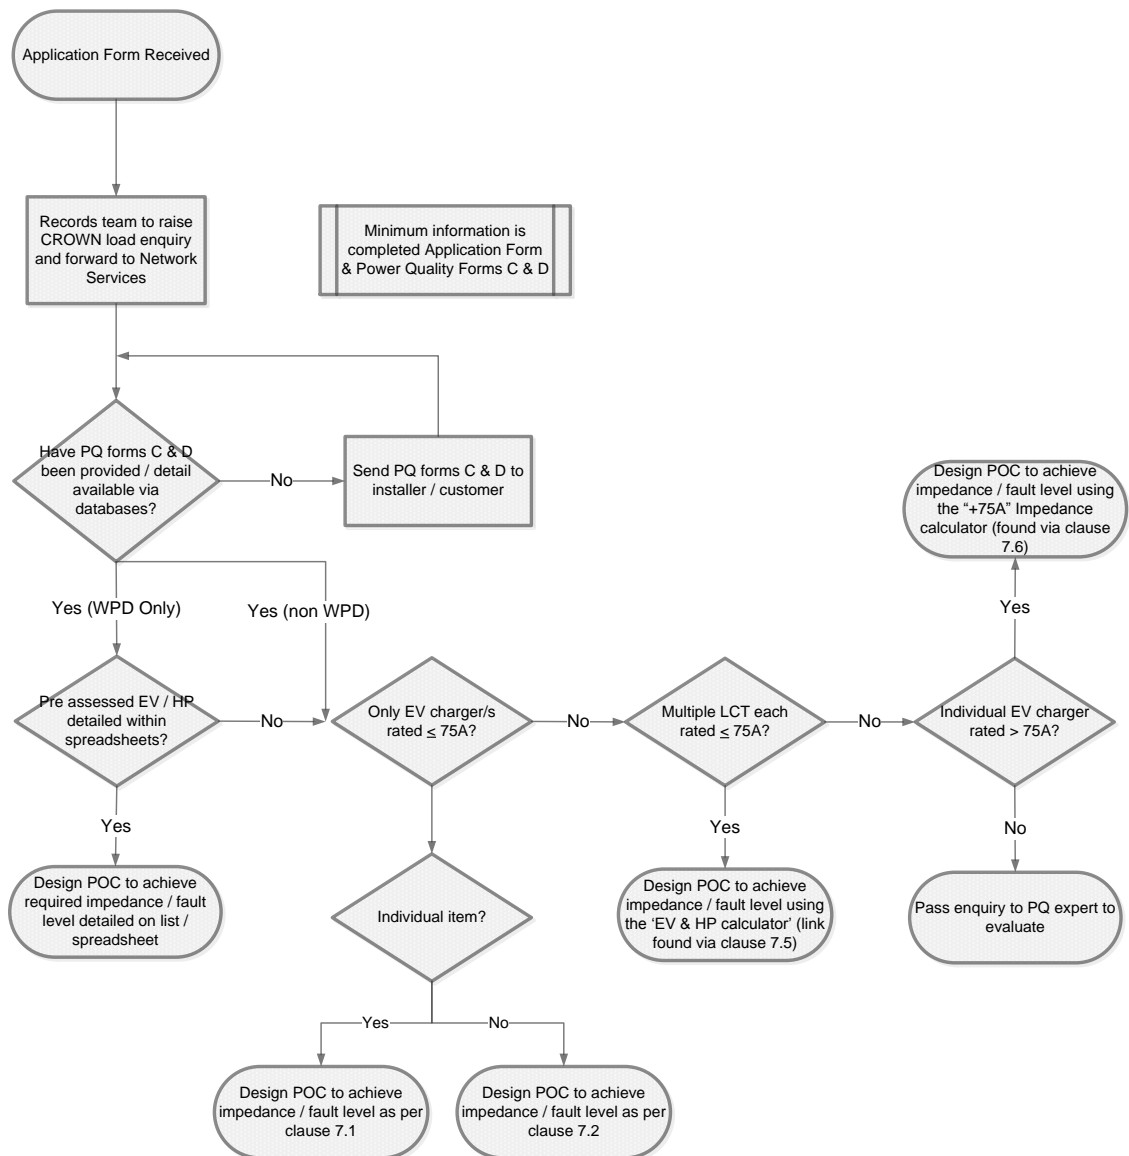 Application Form Received
Records team to raise
CROWN load enquiry
and forward to Network
Services
Minimum information is
completed Application Form
& Power Quality Forms C & D
Have PQ forms C & D
been provided / detail
available via
databases?
No
Send PQ forms C & D to
installer / customer
Design POC to achieve
impedance / fault level using
the “+75A” Impedance
calculator (found via clause
7.6)
Yes (WPD Only)
Yes (non WPD)
Yes
Pre assessed EV / HP
detailed within
spreadsheets?
No
Only EV charger/s
rated ≤ 75A?
No
Multiple LCT each
rated ≤ 75A?
No
Individual EV charger
rated > 75A?
Yes
Yes
No
Design POC to achieve
required impedance / fault
level detailed on list /
spreadsheet
Individual item?
Design POC to achieve
impedance / fault level using
the ‘EV & HP calculator’ (link
found via clause 7.5)
Pass enquiry to PQ expert to
evaluate
Yes
No
Design POC to achieve
impedance / fault level as per
clause 7.1
Design POC to achieve
impedance / fault level as per
clause 7.2